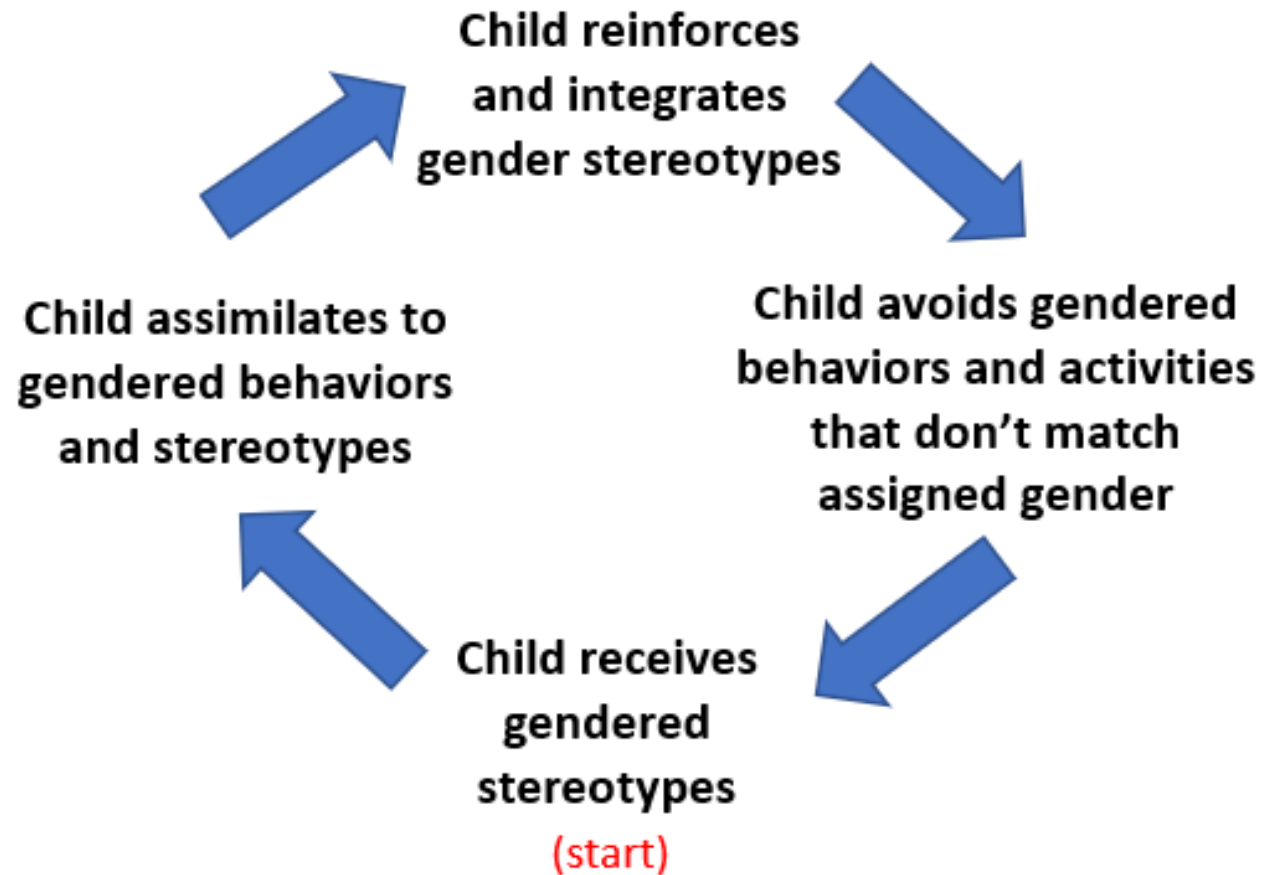 Child reinforces
and integrates
gender stereotypes
Child assimilates to
gendered behaviors
and stereotypes
Child avoids gendered
behaviors and activities
that don’t match
assigned gender
Child receives
gendered
stereotypes
(start)